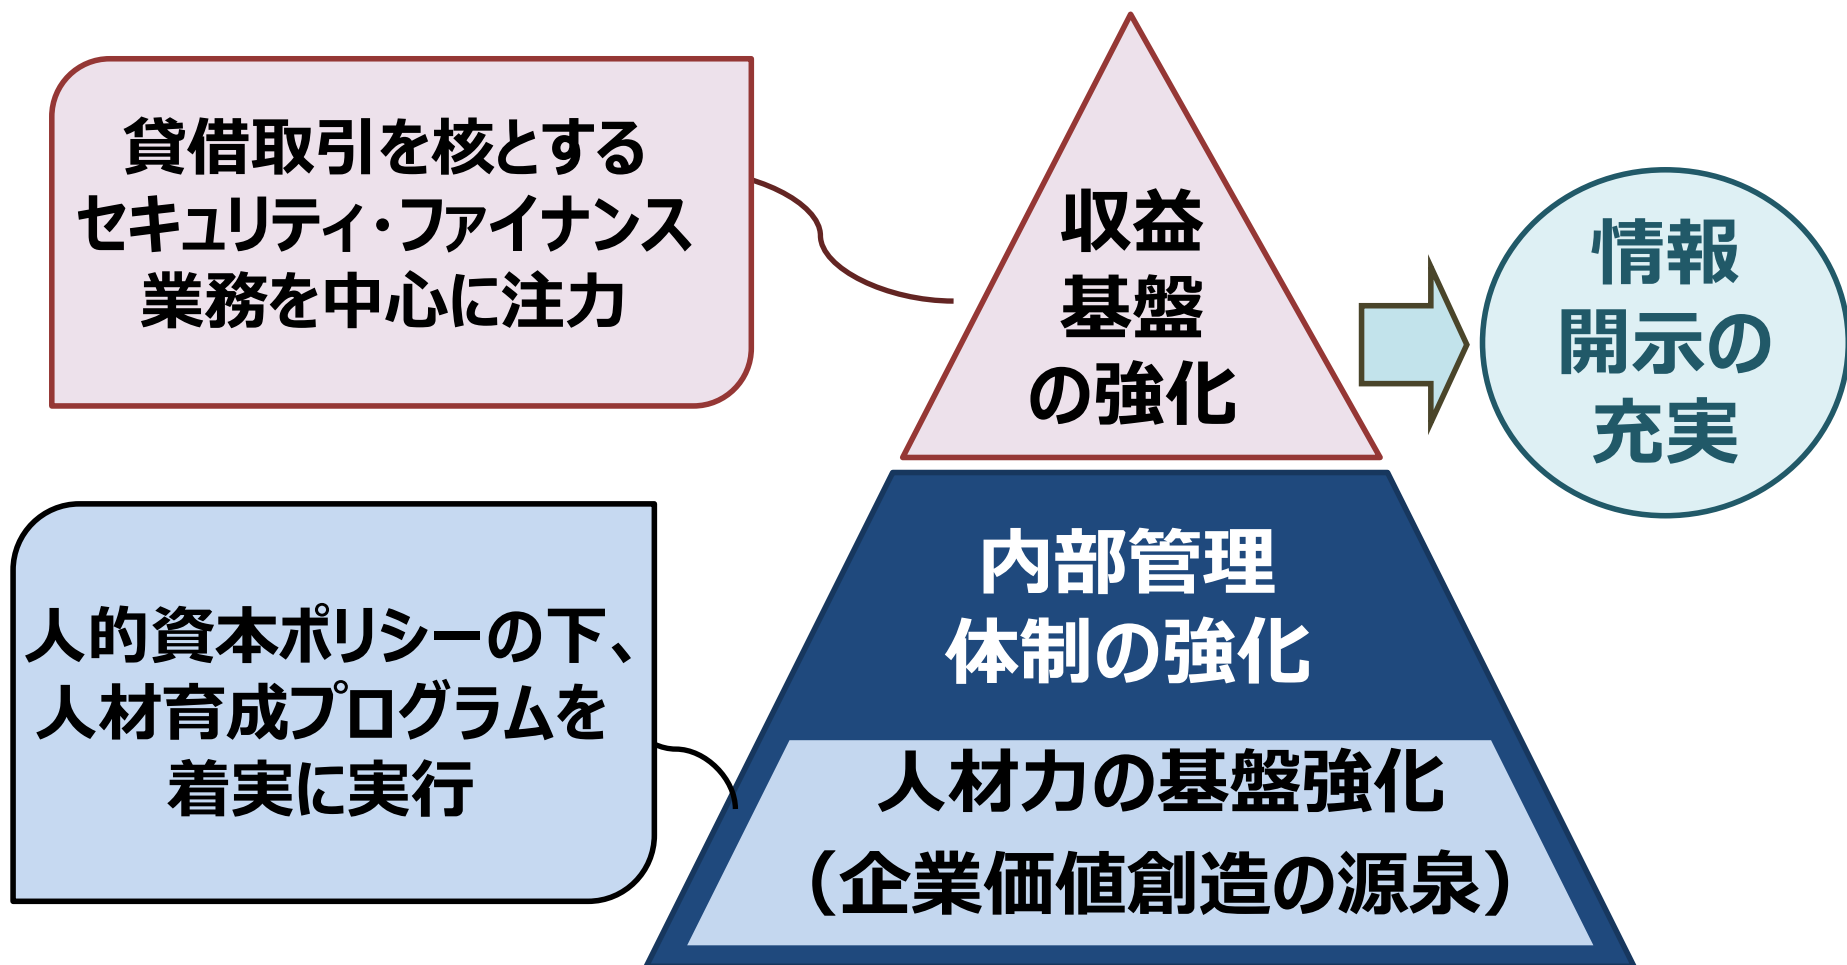 貸借取引を核とする
セキュリティ・ファイナンス
業務を中心に注力
収益
基盤
の強化
情報
開示の
充実
人的資本ポリシーの下、
人材育成プログラムを
着実に実行
内部管理
体制の強化
人材力の基盤強化
（企業価値創造の源泉）